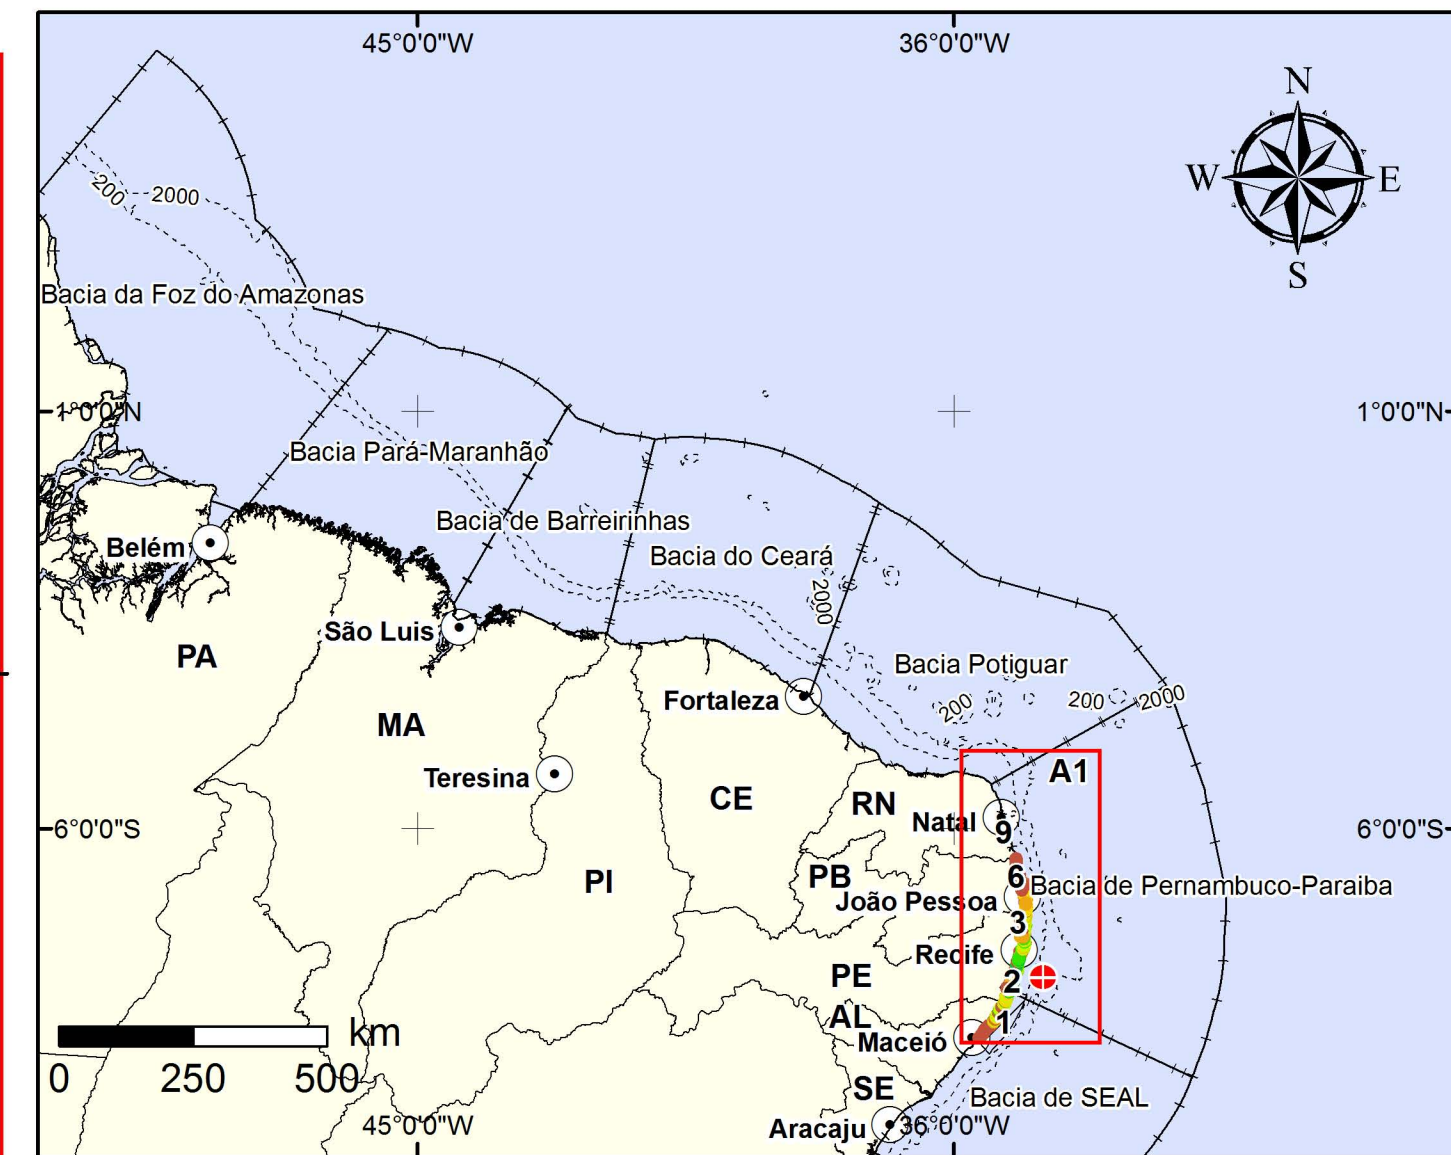 45°0'0"W
36°0'0"W
N
W
E
S
200
2000
Bacia da Foz do Amazonas
1°0'0"N
1°0'0"N
Bacia Pará-Maranhão
Bacia de Barreirinhas
Bacia do Ceará
Belém
2000
São Luis
PA
Bacia Potiguar
Fortaleza
200
200
2000
MA
A1
Teresina
CE
RN
Natal
9
6°0'0"S
6°0'0"S
PI
PB
6
Bacia de Pernambuco-Paraiba
João Pessoa
3
Recife
PE
2
AL
1
Maceió
km
0
250
500
SE
Bacia de SEAL
45°0'0"W
Aracaju
36°0'0"W